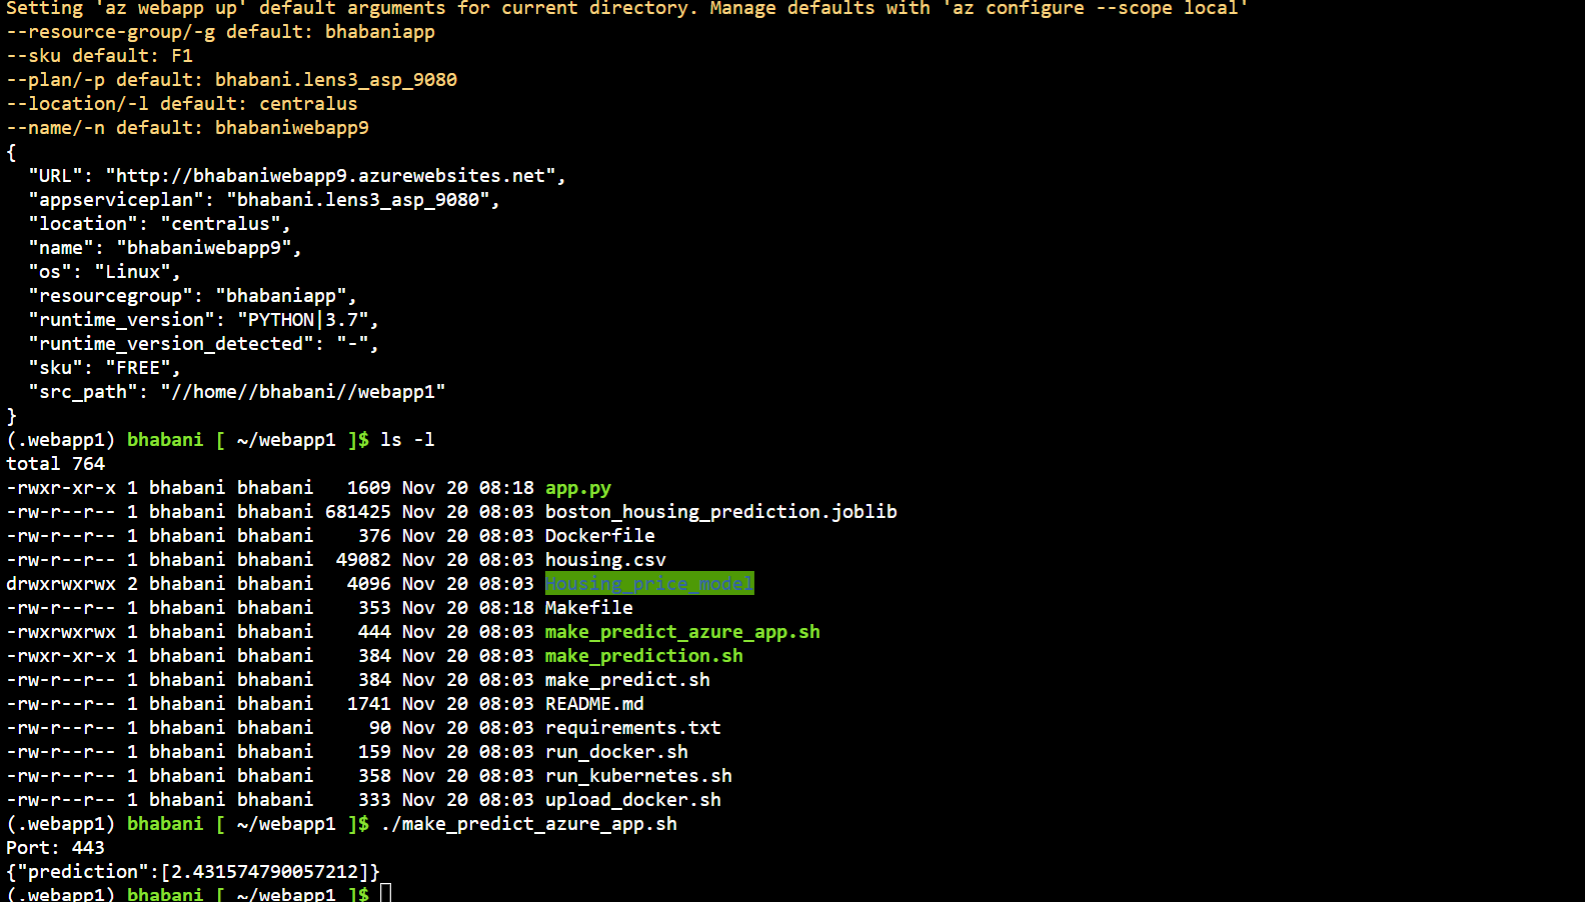 Setting 'az webapp up' default arguments for current directory. Manage defaults with 'az configure --scope local'
--resource-group/-g default: bhabaniapp
--sku default: F1
--plan/-p default: bhabani.lens3_asp_9080
--location/-l default: centralus
--name/-n default: bhabaniwebapp9
{
  "URL": "http://bhabaniwebapp9.azurewebsites.net",
  "appserviceplan": "bhabani.lens3_asp_9080",
  "location": "centralus",
  "name": "bhabaniwebapp9",
  "os": "Linux",
  "resourcegroup": "bhabaniapp",
  "runtime_version": "PYTHON|3.7",
  "runtime_version_detected": "-",
  "sku": "FREE",
  "src_path": "//home//bhabani//webapp1"
}
(.webapp1) bhabani [ ~/webapp1 ]$ ls -l
total 764
-rwxr-xr-x 1 bhabani bhabani   1609 Nov 20 08:18 app.py
-rw-r--r-- 1 bhabani bhabani 681425 Nov 20 08:03 boston_housing_prediction.joblib
-rw-r--r-- 1 bhabani bhabani    376 Nov 20 08:03 Dockerfile
-rw-r--r-- 1 bhabani bhabani  49082 Nov 20 08:03 housing.csv
drwxrwxrwx 2 bhabani bhabani   4096 Nov 20 08:03 Housing_price_model
-rw-r--r-- 1 bhabani bhabani    353 Nov 20 08:18 Makefile
-rwxrwxrwx 1 bhabani bhabani    444 Nov 20 08:03 make_predict_azure_app.sh
-rwxr-xr-x 1 bhabani bhabani    384 Nov 20 08:03 make_prediction.sh
-rw-r--r-- 1 bhabani bhabani    384 Nov 20 08:03 make_predict.sh
-rw-r--r-- 1 bhabani bhabani   1741 Nov 20 08:03 README.md
-rw-r--r-- 1 bhabani bhabani     90 Nov 20 08:03 requirements.txt
-rw-r--r-- 1 bhabani bhabani    159 Nov 20 08:03 run_docker.sh
-rw-r--r-- 1 bhabani bhabani    358 Nov 20 08:03 run_kubernetes.sh
-rw-r--r-- 1 bhabani bhabani    333 Nov 20 08:03 upload_docker.sh
(.webapp1) bhabani [ ~/webapp1 ]$ ./make_predict_azure_app.sh
Port: 443
{"prediction":[2.431574790057212]}
(.webapp1) bhabani [ ~/webapp1 ]$